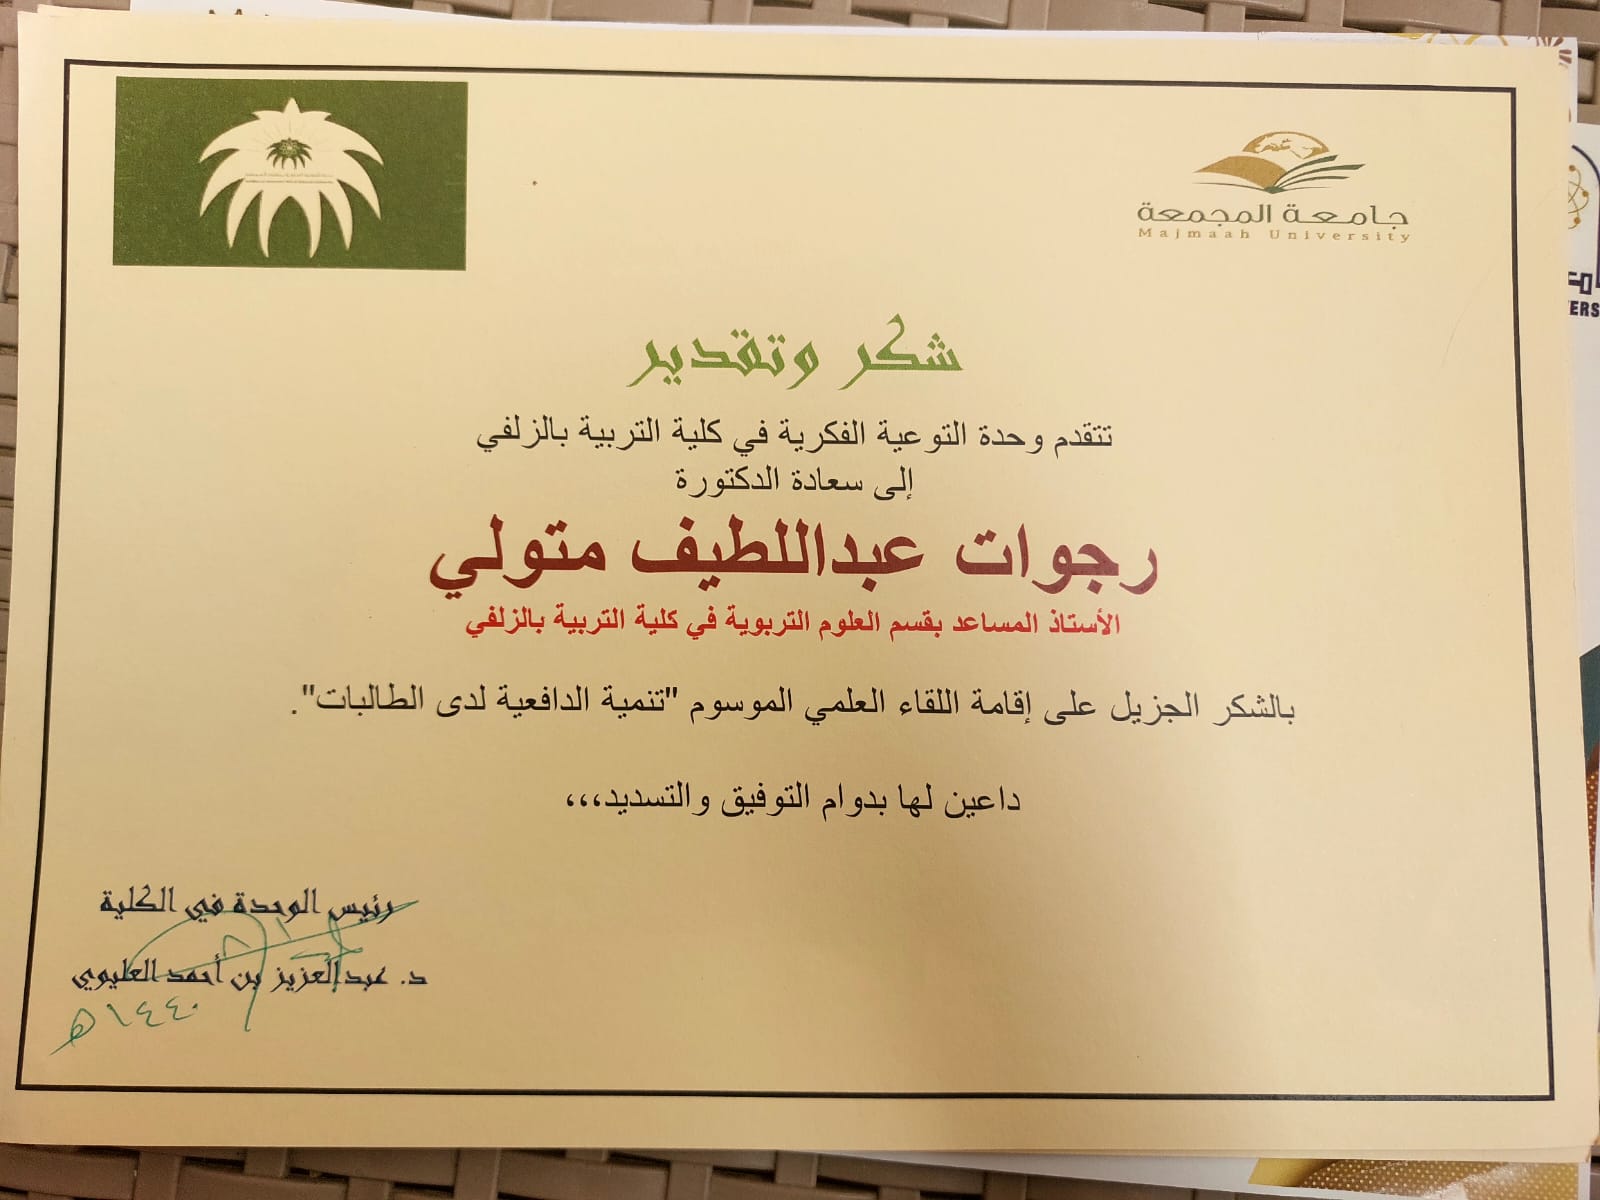 جامعة المجمعة
Majmaah University
شكر وتقدير
تتقدم وحدة التوعية الفكرية في كلية التربية بالزلفي
إلى سعادة الدكتورة
رجوات عبداللطيف متولي
الأستاذ المساعد بقسم العلوم التربوية في كلية التربية بالزلفي
بالشكر الجزيل على إقامة اللقاء العلمي الموسوم "تنمية الدافعية لدى الطالبات".
داعين لها بدوام التوفيق والتسديد،،،
رئيس الوحدة في الكلية
د. عبدالعزيز بن أحمد العليوي
١٤٤٠هـ